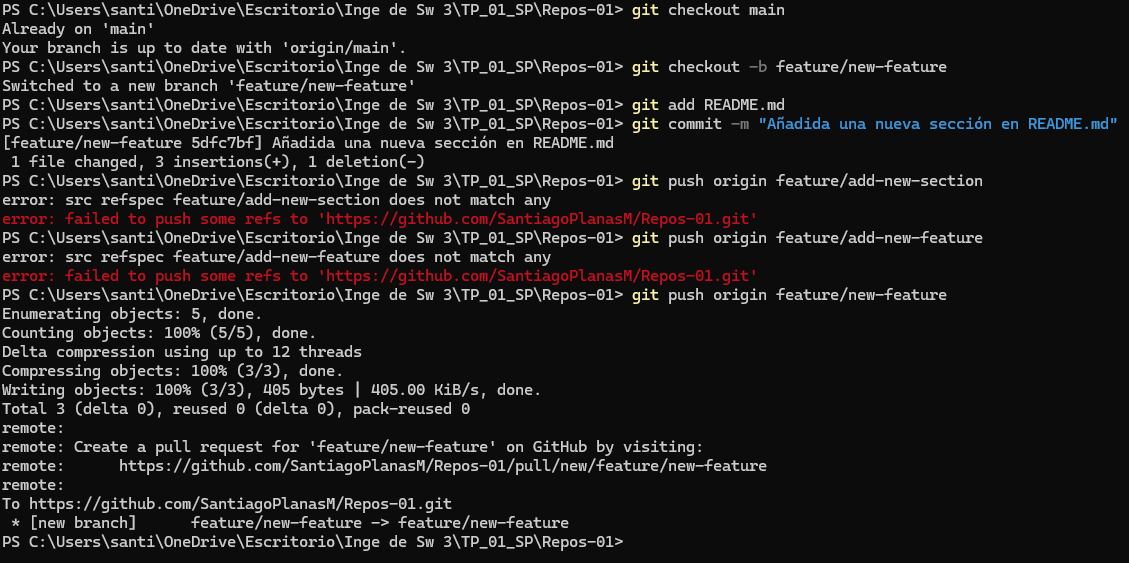 PS C:\Users\santi\OneDrive\Escritorio\Inge de Sw 3\TP_01_SP\Repos-01> git checkout main
Already on 'main'
Your branch is up to date with 'origin/main'.
PS C:\Users\santi\OneDrive\Escritorio\Inge de Sw 3\TP_01_SP\Repos-01> git checkout -b feature/new-feature
Switched to a new branch 'feature/new-feature'
PS C:\Users\santi\OneDrive\Escritorio\Inge de Sw 3\TP_01_SP\Repos-01> git add README.md
PS C:\Users\santi\OneDrive\Escritorio\Inge de Sw 3\TP_01_SP\Repos-01> git commit -m "Añadida una nueva sección en README.md"
[feature/new-feature 5dfc7bf] Añadida una nueva sección en README.md
 1 file changed, 3 insertions(+), 1 deletion(-)
PS C:\Users\santi\OneDrive\Escritorio\Inge de Sw 3\TP_01_SP\Repos-01> git push origin feature/add-new-section
error: src refspec feature/add-new-section does not match any
error: failed to push some refs to 'https://github.com/SantiagoPlanasM/Repos-01.git'
PS C:\Users\santi\OneDrive\Escritorio\Inge de Sw 3\TP_01_SP\Repos-01> git push origin feature/add-new-feature
error: src refspec feature/add-new-feature does not match any
error: failed to push some refs to 'https://github.com/SantiagoPlanasM/Repos-01.git'
PS C:\Users\santi\OneDrive\Escritorio\Inge de Sw 3\TP_01_SP\Repos-01> git push origin feature/new-feature
Enumerating objects: 5, done.
Counting objects: 100% (5/5), done.
Delta compression using up to 12 threads
Compressing objects: 100% (3/3), done.
Writing objects: 100% (3/3), 405 bytes | 405.00 KiB/s, done.
Total 3 (delta 0), reused 0 (delta 0), pack-reused 0
remote:
remote: Create a pull request for 'feature/new-feature' on GitHub by visiting:
remote:      https://github.com/SantiagoPlanasM/Repos-01/pull/new/feature/new-feature
remote:
To https://github.com/SantiagoPlanasM/Repos-01.git
 * [new branch]      feature/new-feature -> feature/new-feature
PS C:\Users\santi\OneDrive\Escritorio\Inge de Sw 3\TP_01_SP\Repos-01>